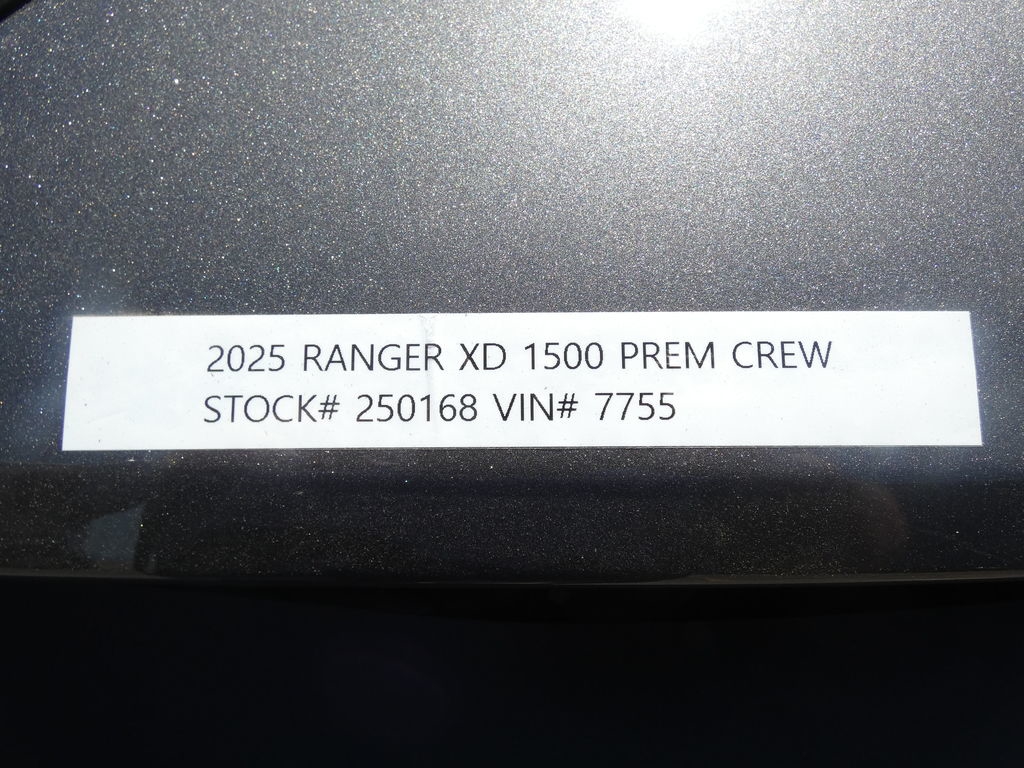 2025 RANGER XD 1500 PREM CREW
STOCK# 250168 VIN# 7755